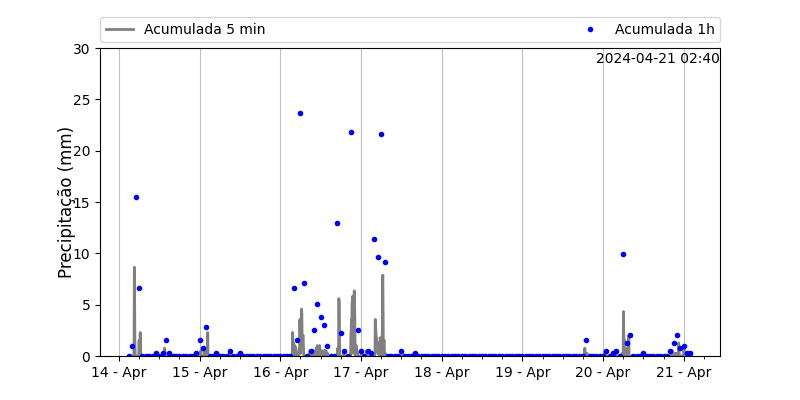 Acumulada 5 min
Acumulada 1h
2024-04-21 02:40
Precipitação (mm)
30
25
20
15
10
5
0
14 - Apr
15 - Apr
16 - Apr
17 - Apr
18 - Apr
19 - Apr
20 - Apr
21 - Apr